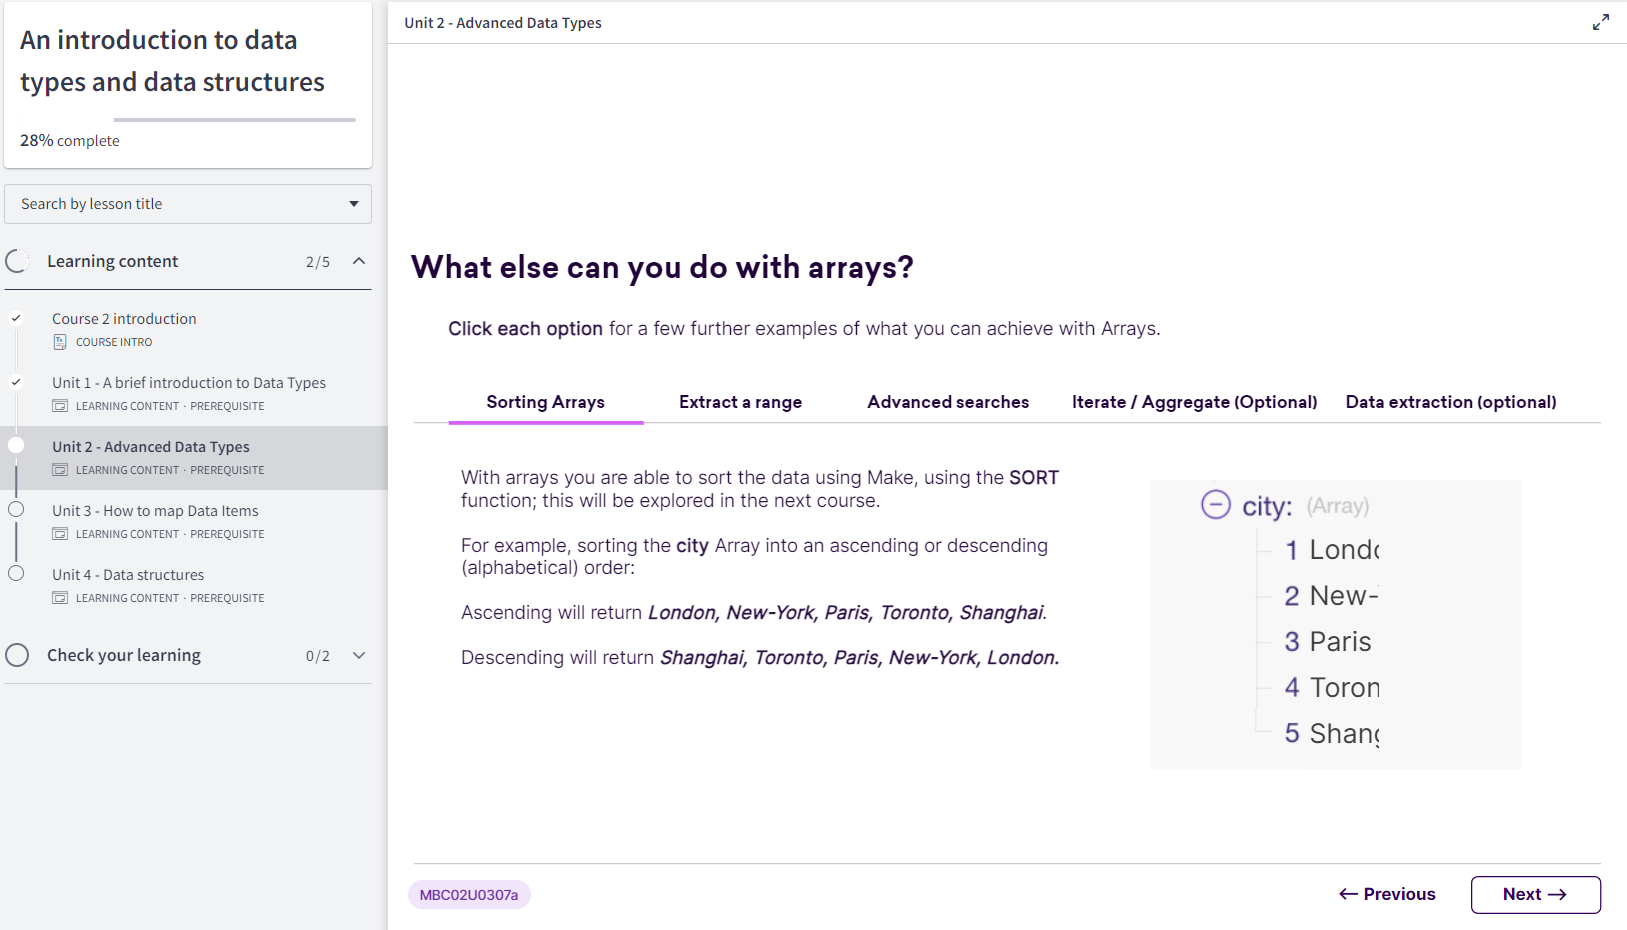 An introduction to data
types and data structures
28% complete
Search by lesson title
Learning content 2/5
Course 2 introduction
COURSE INTRO
Unit 1 - A brief introduction to Data Types
LEARNING CONTENT · PREREQUISITE
Unit 2 - Advanced Data Types
LEARNING CONTENT · PREREQUISITE
Unit 3 - How to map Data Items
LEARNING CONTENT · PREREQUISITE
Unit 4 - Data structures
LEARNING CONTENT · PREREQUISITE
Check your learning 0/2
Unit 2 - Advanced Data Types
What else can you do with arrays?
Click each option for a few further examples of what you can achieve with Arrays.
Sorting Arrays Extract a range Advanced searches Iterate / Aggregate (Optional) Data extraction (optional)
With arrays you are able to sort the data using Make, using the SORT
function; this will be explored in the next course.
For example, sorting the city Array into an ascending or descending
(alphabetical) order:
Ascending will return London, New-York, Paris, Toronto, Shanghai.
Descending will return Shanghai, Toronto, Paris, New-York, London.
city: (Array)
1 Londo
2 New-
3 Paris
4 Toron
5 Shang
MBC02U0307a
← Previous
Next →